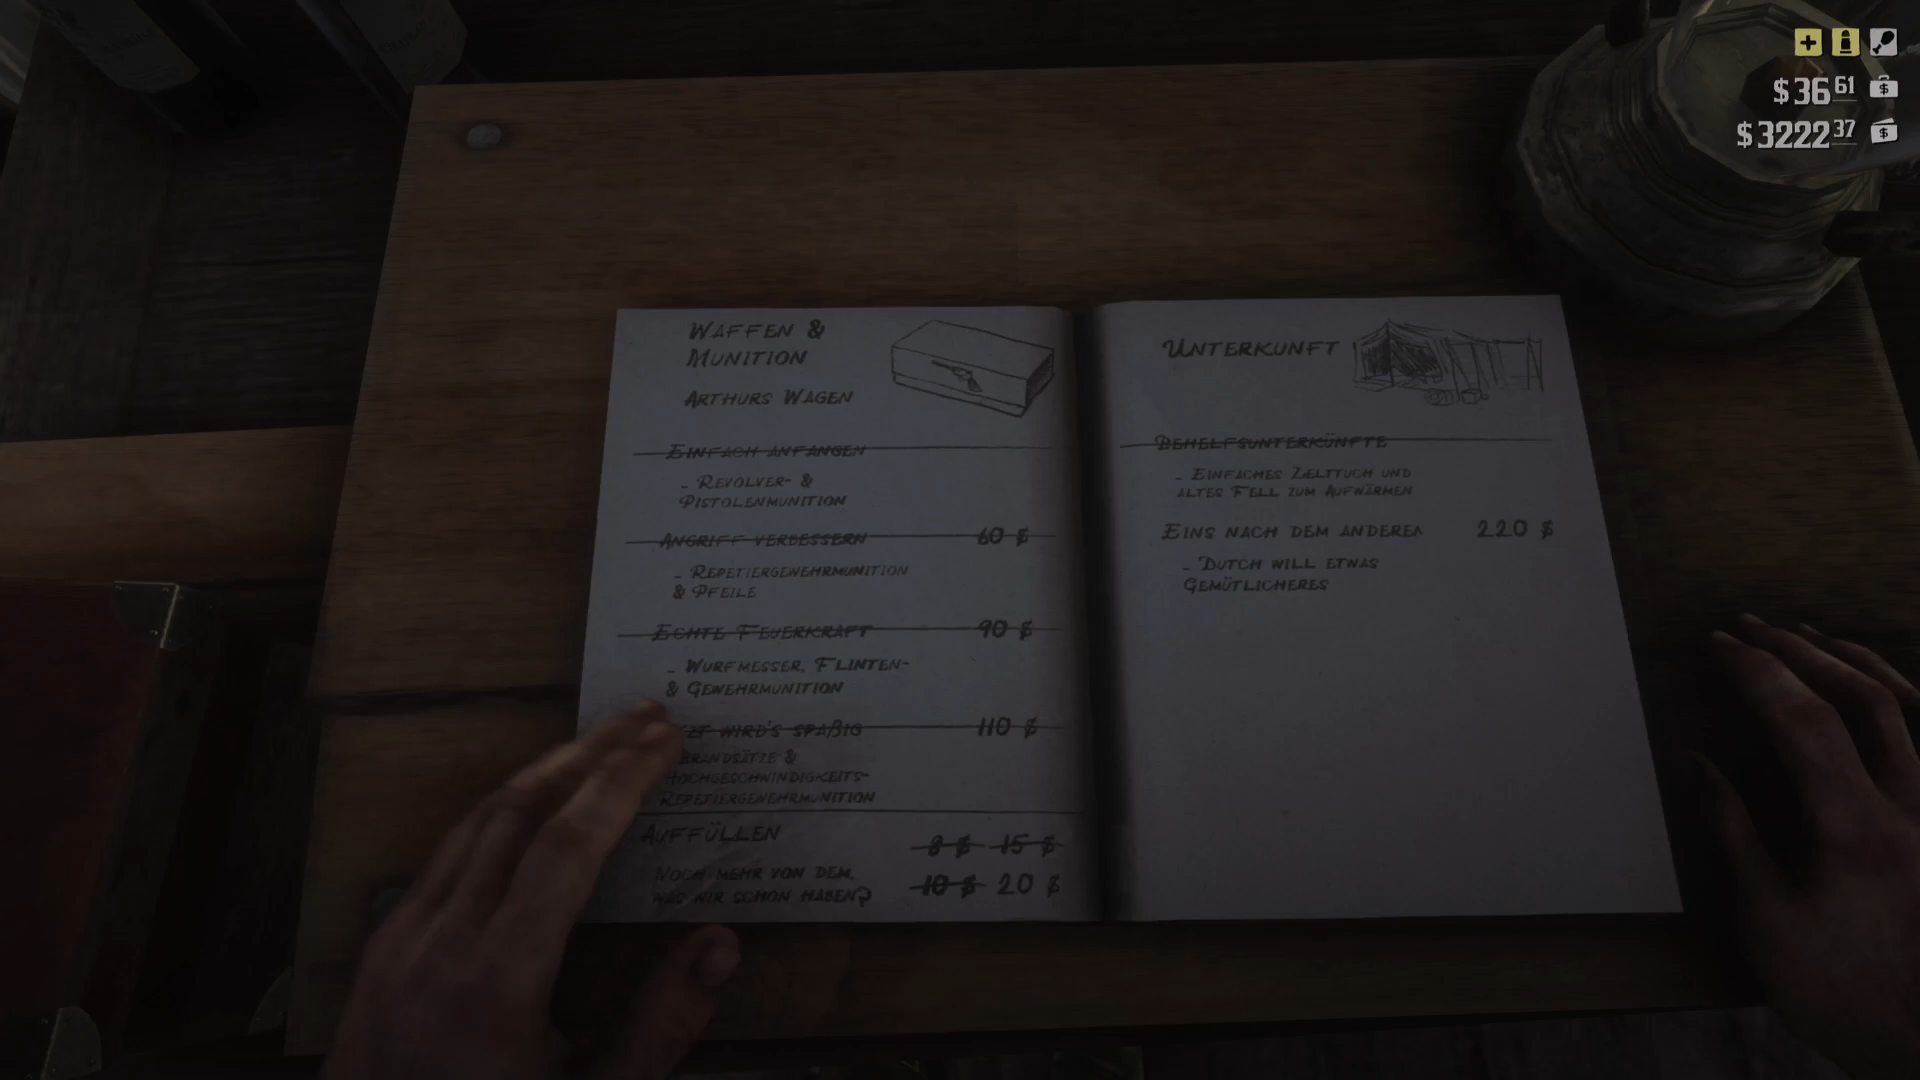 $36 61
$3222 37
WAFFEN &
MUNITION
ARTHURS WAGEN
EINFACH ANFANGEN
- REVOLVER- &
PISTOLENMUNITION
ANGRIFF VERBESSERN 60 $
- REPETIERGEWEHRMUNITION
& PFEILE
ECHTE FEUERKRAFT 90 $
- WURFMESSER, FLINTEN-
& GEWEHRMUNITION
WIRD'S SPAßIG 110 $
BRANDSÄTZE &
HOCHGESCHWINDIGKEITS-
REPETIERGEWEHRMUNITION
AUFFÜLLEN 8 $ 15 $
NOCH MEHR VON DEM,
WAS WIR SCHON HABEN? 10 $ 20 $
UNTERKUNFT
BEHELFSUNTERKÜNFTE
- EINFACHES ZELTTUCH UND
ALTES FELL ZUM AUFWÄRMEN
EINS NACH DEM ANDEREN 220 $
- DUTCH WILL ETWAS
GEMÜTLICHERES